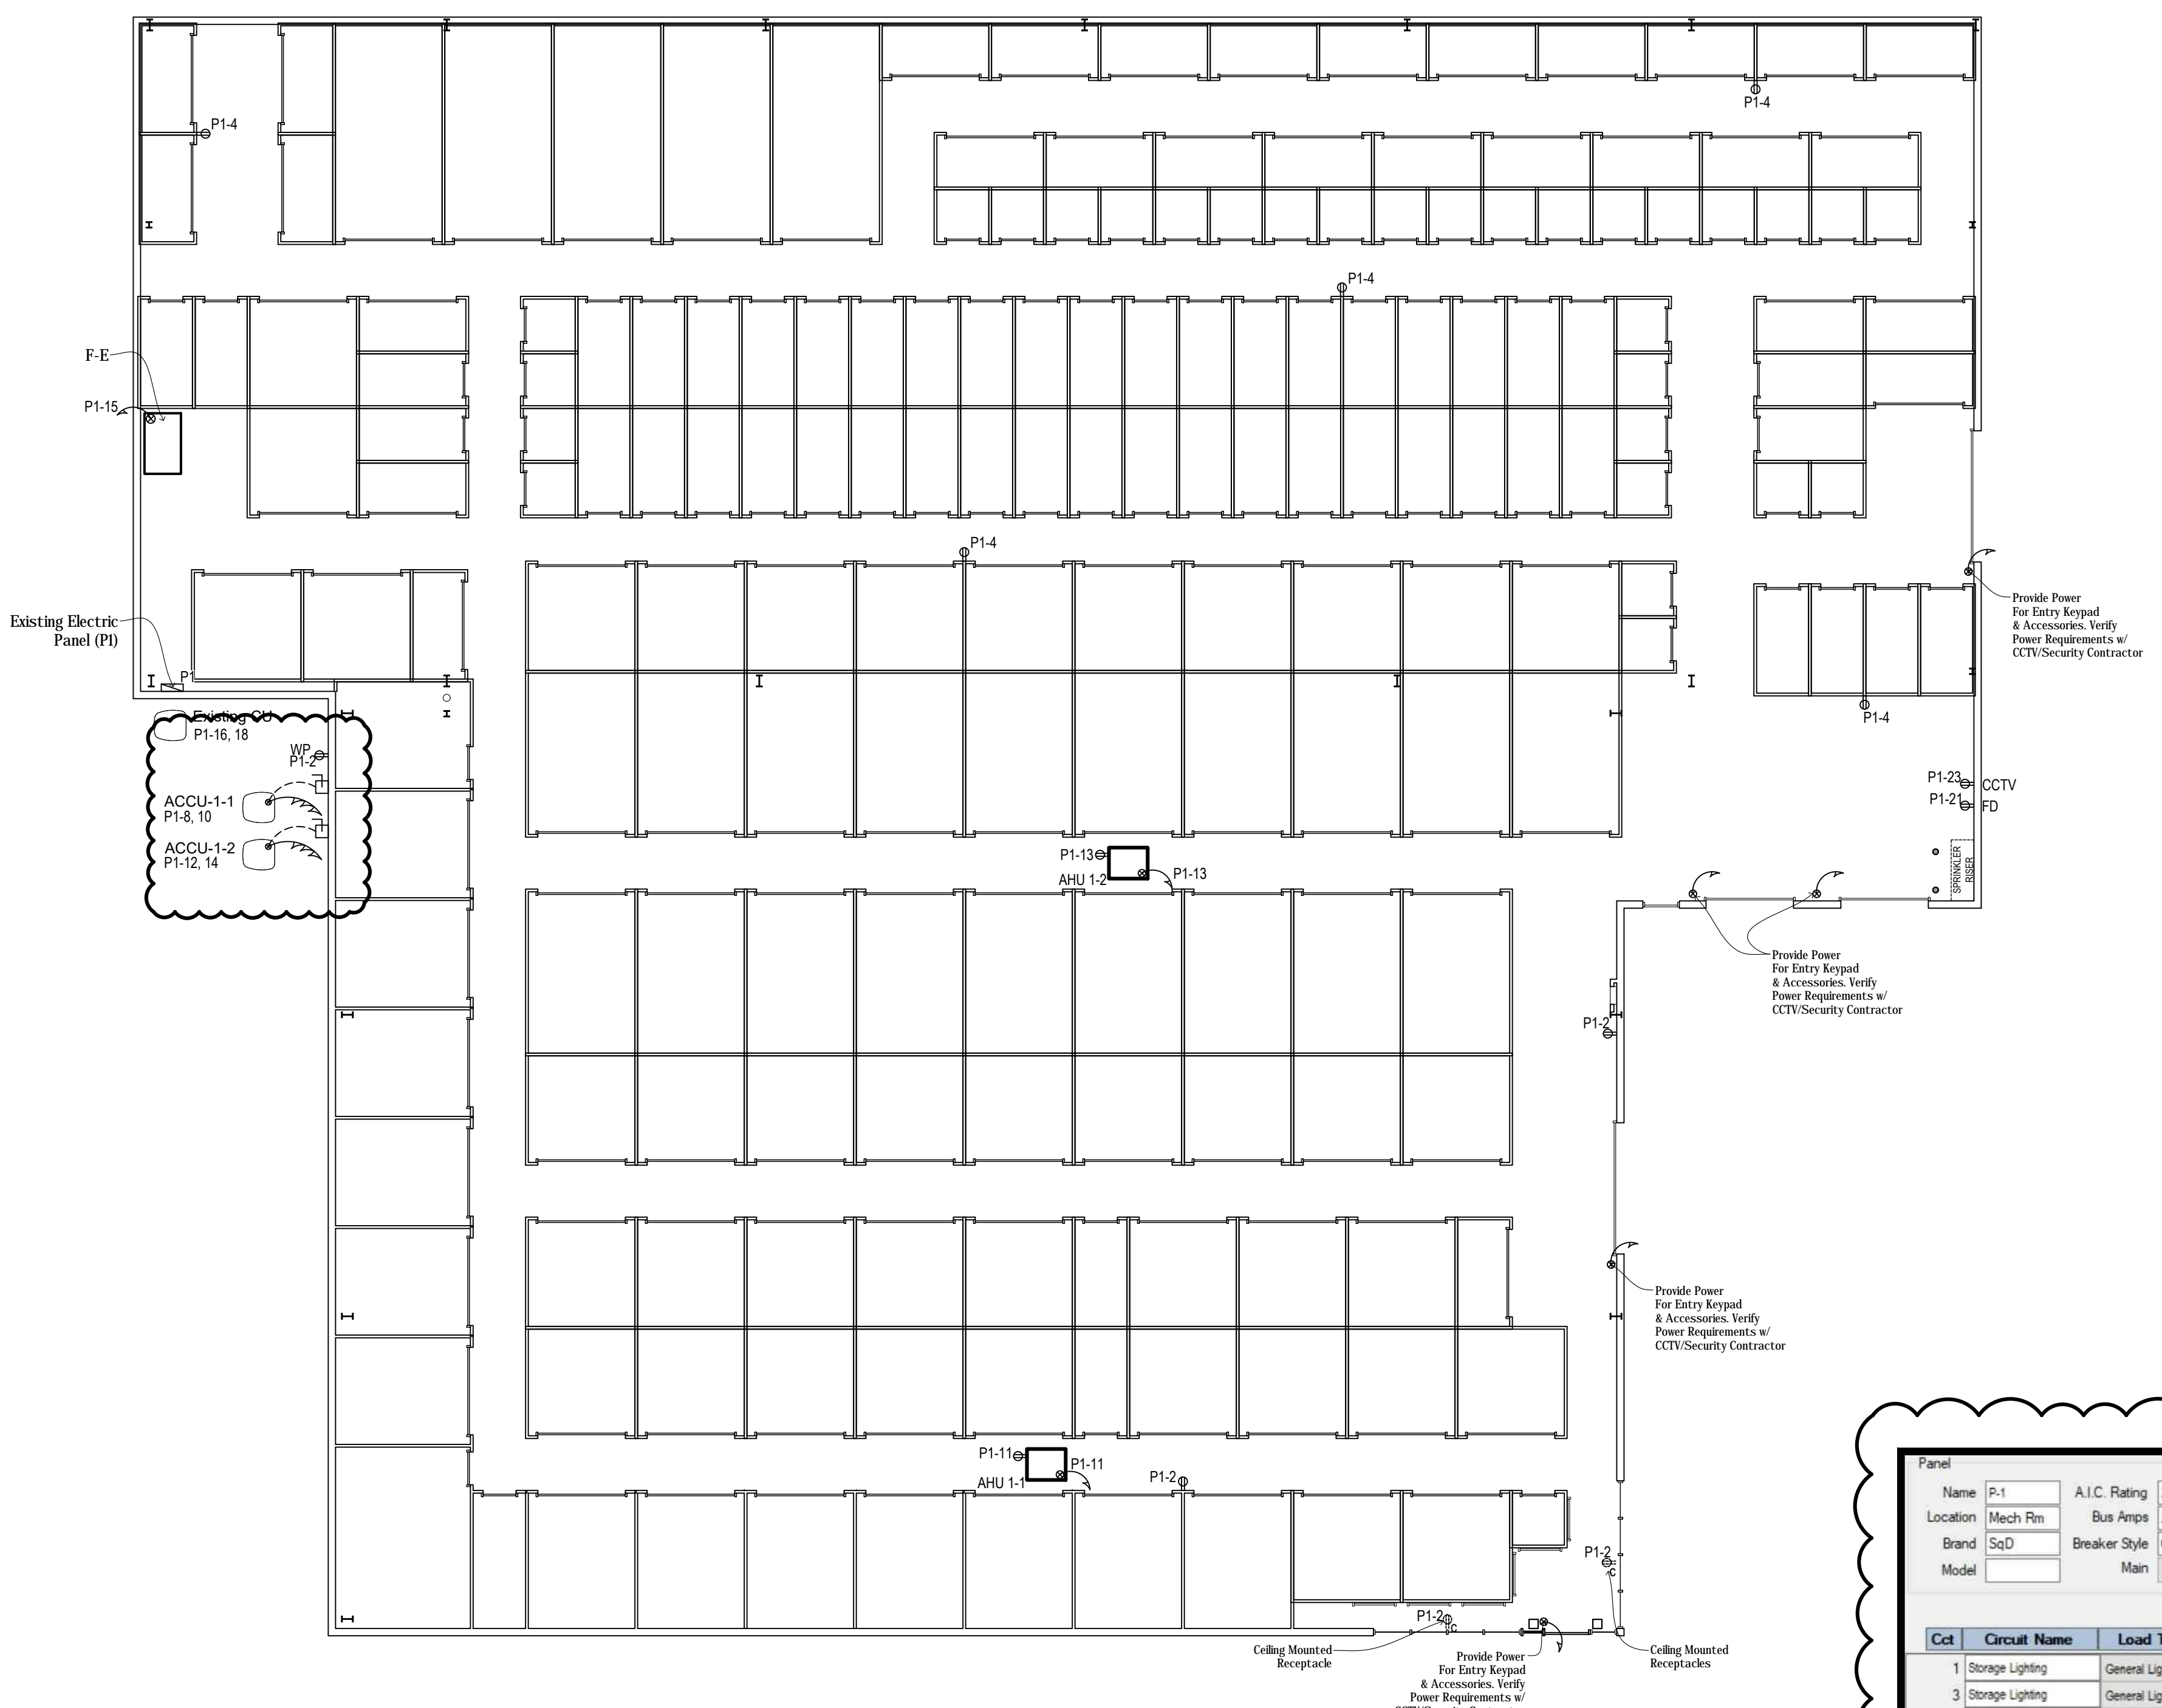 P1-4
P1-4
P1-4
F-E
P1-15
P1-4
Provide Power
For Entry Keypad
& Accessories. Verify
Power Requirements w/
CCTV/Security Contractor
Existing Electric
Panel (P1)
P1
Existing CU
P1-16, 18
P1-4
WP
P1-2
P1-23
CCTV
P1-21
FD
ACCU-1-1
P1-8, 10
ACCU-1-2
P1-12, 14
P1-13
AHU 1-2
P1-13
SPRINKLER
RISER
Provide Power
For Entry Keypad
& Accessories. Verify
Power Requirements w/
CCTV/Security Contractor
P1-2
Provide Power
For Entry Keypad
& Accessories. Verify
Power Requirements w/
CCTV/Security Contractor
P1-11
P1-11
AHU 1-1
P1-2
P1-2
C
P1-2
C
Ceiling Mounted
Receptacle
Provide Power
For Entry Keypad
& Accessories. Verify
Power Requirements w/
Ceiling Mounted
Receptacles
Panel
Name P-1 A.I.C. Rating
Location Mech Rm Bus Amps
Brand SqD Breaker Style
Model Main
Cct Circuit Name Load
1 Storage Lighting General
3 Storage Lighting General